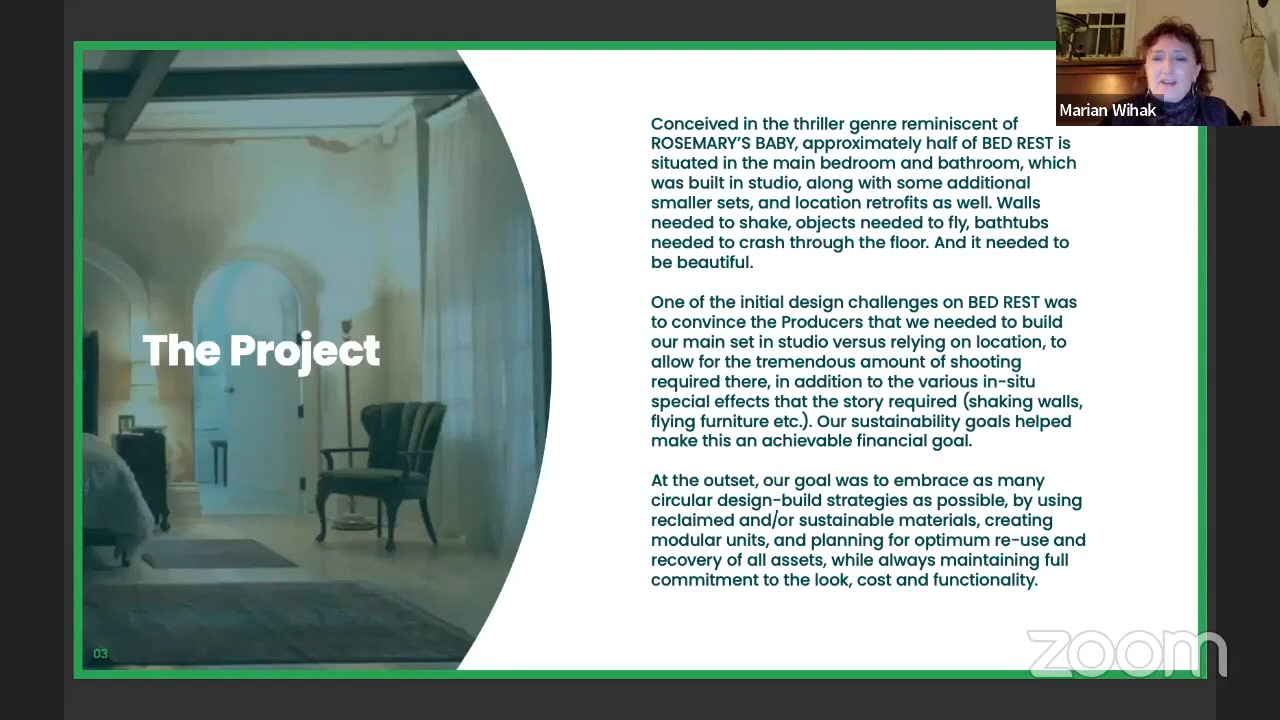 Marian Wihak
The Project
Conceived in the thriller genre reminiscent of
ROSEMARY'S BABY, approximately half of BED REST is
situated in the main bedroom and bathroom, which
was built in studio, along with some additional
smaller sets, and location retrofits as well. Walls
needed to shake, objects needed to fly, bathtubs
needed to crash through the floor. And it needed to
be beautiful.
One of the initial design challenges on BED REST was
to convince the Producers that we needed to build
our main set in studio versus relying on location, to
allow for the tremendous amount of shooting
required there, in addition to the various in-situ
special effects that the story required (shaking walls,
flying furniture etc.). Our sustainability goals helped
make this an achievable financial goal.
At the outset, our goal was to embrace as many
circular design-build strategies as possible, by using
reclaimed and/or sustainable materials, creating
modular units, and planning for optimum re-use and
recovery of all assets, while always maintaining full
commitment to the look, cost and functionality.
03
zoom